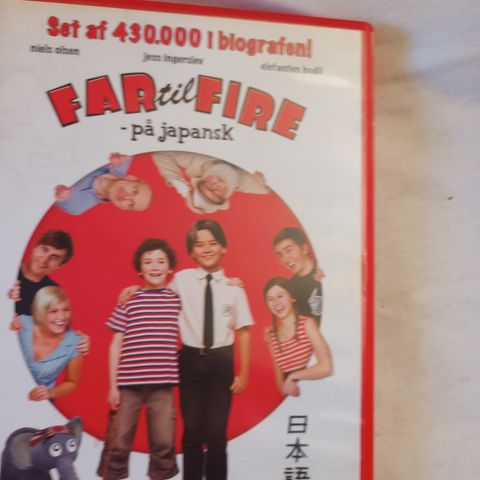 Set af 430.000 i biografen!
niels olsen jess ingerslev elefanten bodil
FAR til FIRE
- på japansk
日本語